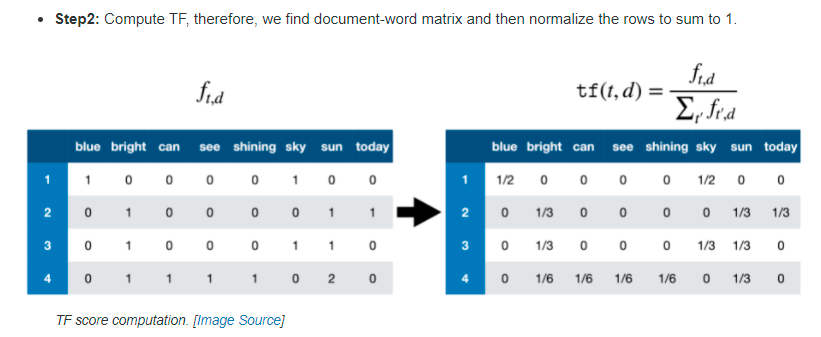 • Step2: Compute TF, therefore, we find document-word matrix and then normalize the rows to sum to 1.
f_{t,d}
tf(t, d) = f_{t,d} / ∑_{t'} f_{t',d}
blue bright can see shining sky sun today
1 1 0 0 0 0 1 0 0
2 0 1 0 0 0 0 1 1
3 0 1 0 0 0 1 1 0
4 0 1 1 1 1 0 2 0
blue bright can see shining sky sun today
1 1/2 0 0 0 0 1/2 0 0
2 0 1/3 0 0 0 0 1/3 1/3
3 0 1/3 0 0 0 1/3 1/3 0
4 0 1/6 1/6 1/6 1/6 0 1/3 0
TF score computation. [Image Source]